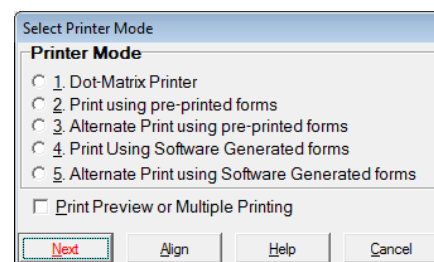 Select Printer Mode
Printer Mode
1. Dot-Matrix Printer
2. Print using pre-printed forms
3. Alternate Print using pre-printed forms
4. Print Using Software Generated forms
5. Alternate Print using Software Generated forms
Print Preview or Multiple Printing
Next Align Help Cancel